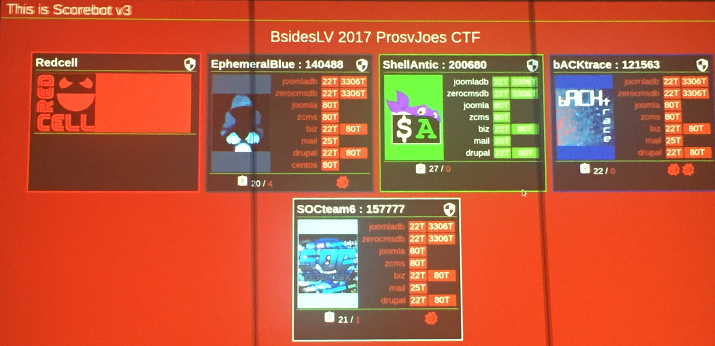 This is Scorebot v3
BsidesLV 2017 ProsvJoes CTF
Redcell
RED
CELL
EphemeralBlue : 140488
joomladb 22T 3306T
zerocmsdb 22T 3306T
joomla 80T
zcms 80T
biz 22T 80T
mail 25T
drupal 22T 80T
centos 80T
20 / 4
ShellAntic : 200680
$ A
joomladb 22T 3306T
zerocmsdb 22T 3306T
joomla 80T
zcms 80T
biz 22T 80T
mail 25T
drupal 22T 80T
27 / 0
bACKtrace : 121563
bACKtrace
joomladb 22T 3306T
zerocmsdb 22T 3306T
joomla 80T
zcms 80T
biz 22T 80T
mail 25T
drupal 22T 80T
22 / 0
SOCteam6 : 157777
joomladb 22T 3306T
zerocmsdb 22T 3306T
joomla 80T
zcms 80T
biz 22T 80T
mail 25T
drupal 22T 80T
21 / 1